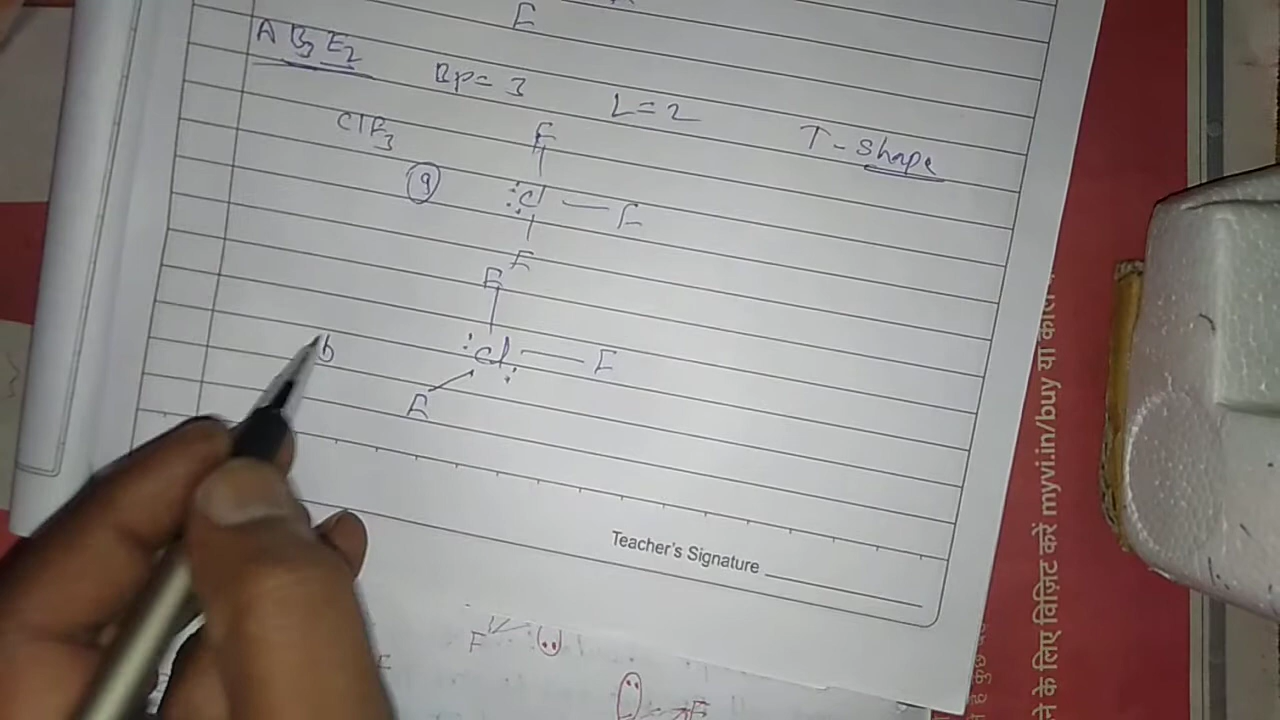 F
AB3E2 BP=3 L=2 T-shape
ClF3
F
a :Cl — F
F
F
b :Cl — F
F
Teacher's Signature
F
F
ने के लिए विज़िट करें myvi.in/buy या कॉल